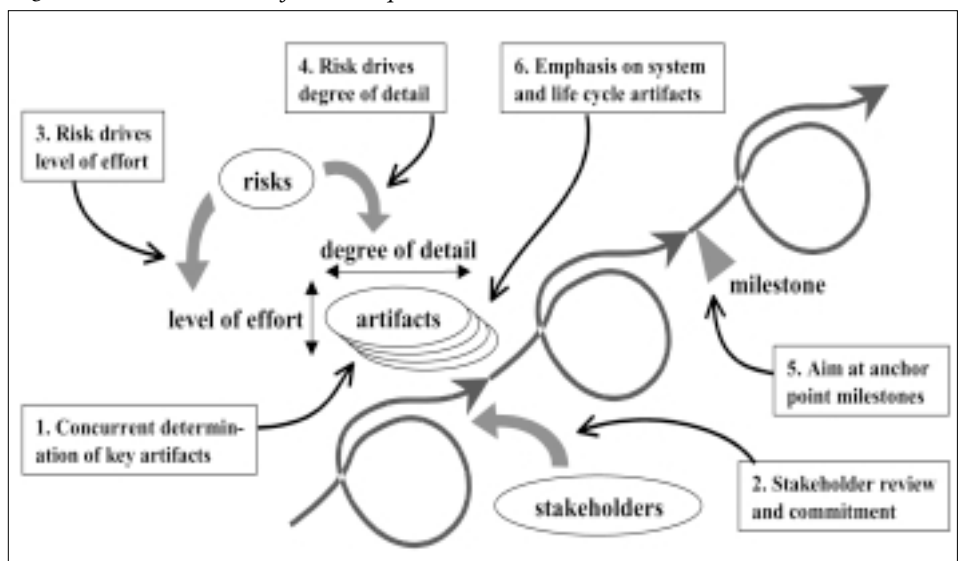 4. Risk drives
degree of detail
6. Emphasis on system
and life cycle artifacts
3. Risk drives
level of effort
risks
degree of detail
milestone
level of effort
artifacts
5. Aim at anchor
point milestones
1. Concurrent determin-
ation of key artifacts
stakeholders
2. Stakeholder review
and commitment